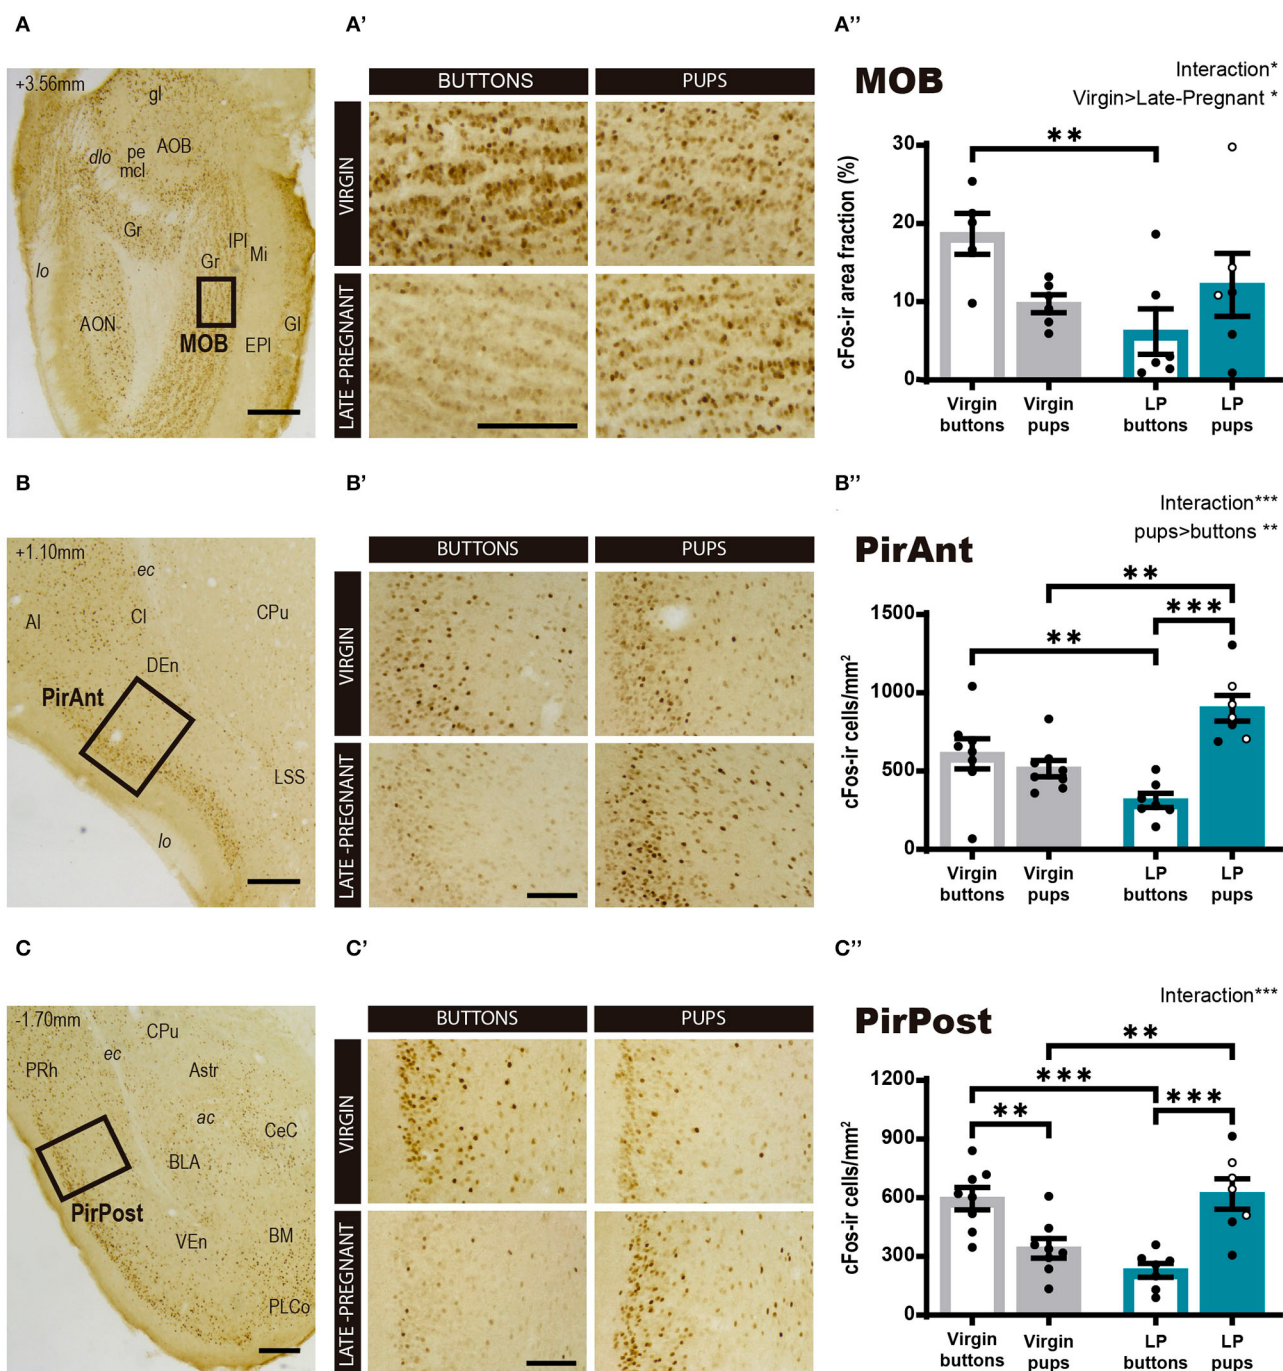 A
A'
A''
+3.56mm
gl
AOB
dlo
pe
mcl
Gr
IPl
Mi
Gr
lo
AON
Gl
MOB
EPl
BUTTONS
PUPS
VIRGIN
LATE -PREGNANT
MOB
Interaction*
Virgin>Late-Pregnant *
**
cFos-ir area fraction (%)
30
20
10
0
Virgin buttons
Virgin pups
LP buttons
LP pups
B
B'
B''
+1.10mm
ec
AI
Cl
CPu
DEn
PirAnt
LSS
lo
BUTTONS
PUPS
VIRGIN
LATE -PREGNANT
Interaction***
pups>buttons **
PirAnt
**
***
**
cFos-ir cells/mm²
1500
1000
500
0
Virgin buttons
Virgin pups
LP buttons
LP pups
C
C'
C''
-1.70mm
CPu
ec
PRh
Astr
ac
CeC
BLA
PirPost
VEn
BM
PLCo
BUTTONS
PUPS
VIRGIN
LATE -PREGNANT
Interaction***
PirPost
**
***
**
***
cFos-ir cells/mm²
1200
900
600
300
0
Virgin buttons
Virgin pups
LP buttons
LP pups